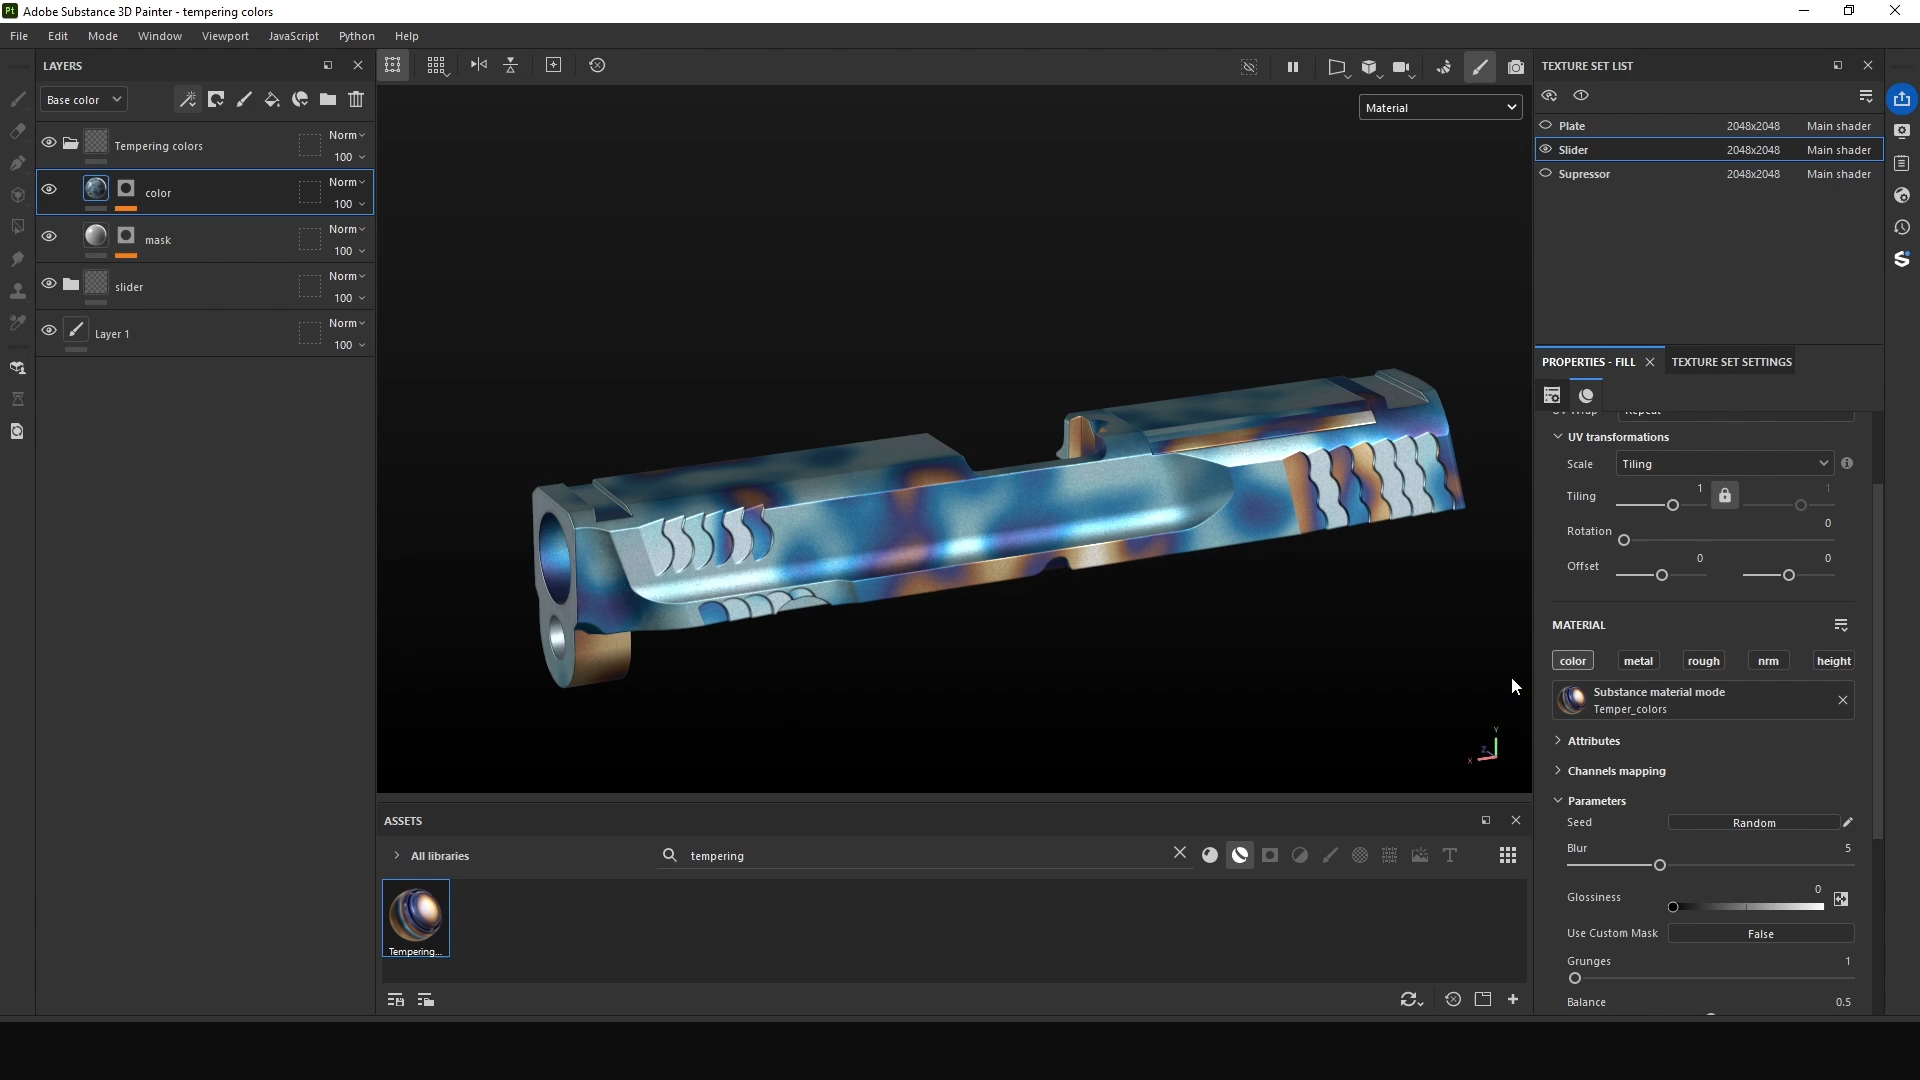 Pt Adobe Substance 3D Painter - tempering colors
File Edit Mode Window Viewport JavaScript Python Help
LAYERS
Base color
Tempering colors Norm 100
color Norm 100
mask Norm 100
slider Norm 100
Layer 1 Norm 100
Material
Y
Z
X
ASSETS
All libraries
tempering
T
Tempering...
TEXTURE SET LIST
1
Plate 2048x2048 Main shader
Slider 2048x2048 Main shader
Supressor 2048x2048 Main shader
PROPERTIES - FILL TEXTURE SET SETTINGS
UV Wrap Repeat
UV transformations
Scale Tiling
Tiling 1 1
Rotation 0
Offset 0 0
MATERIAL
color metal rough nrm height
Substance material mode
Temper_colors
Attributes
Channels mapping
Parameters
Seed Random
Blur 5
Glossiness 0
Use Custom Mask False
Grunges 1
Balance 0.5